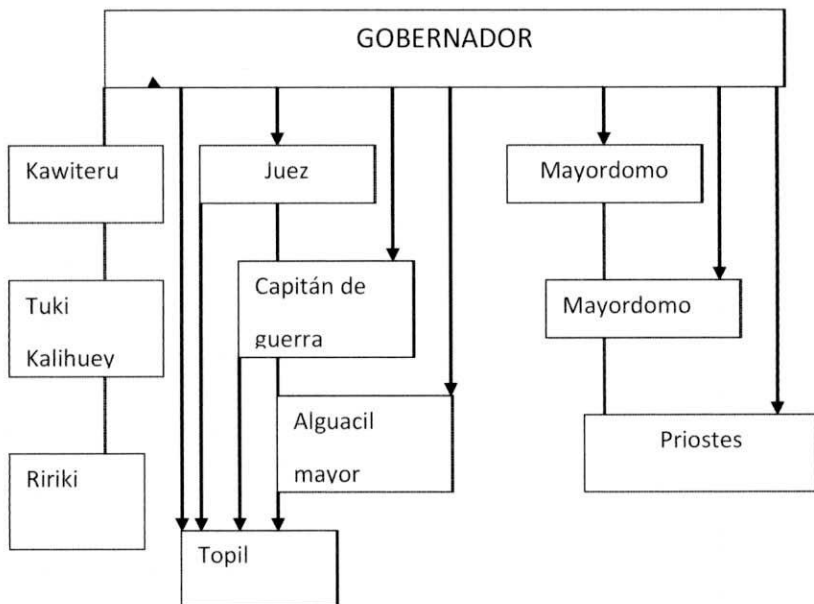 GOBERNADOR
Kawiteru
Juez
Mayordomo
Tuki
Kalihuey
Capitán de
guerra
Mayordomo
Alguacil
mayor
Priostes
Ririki
Topil